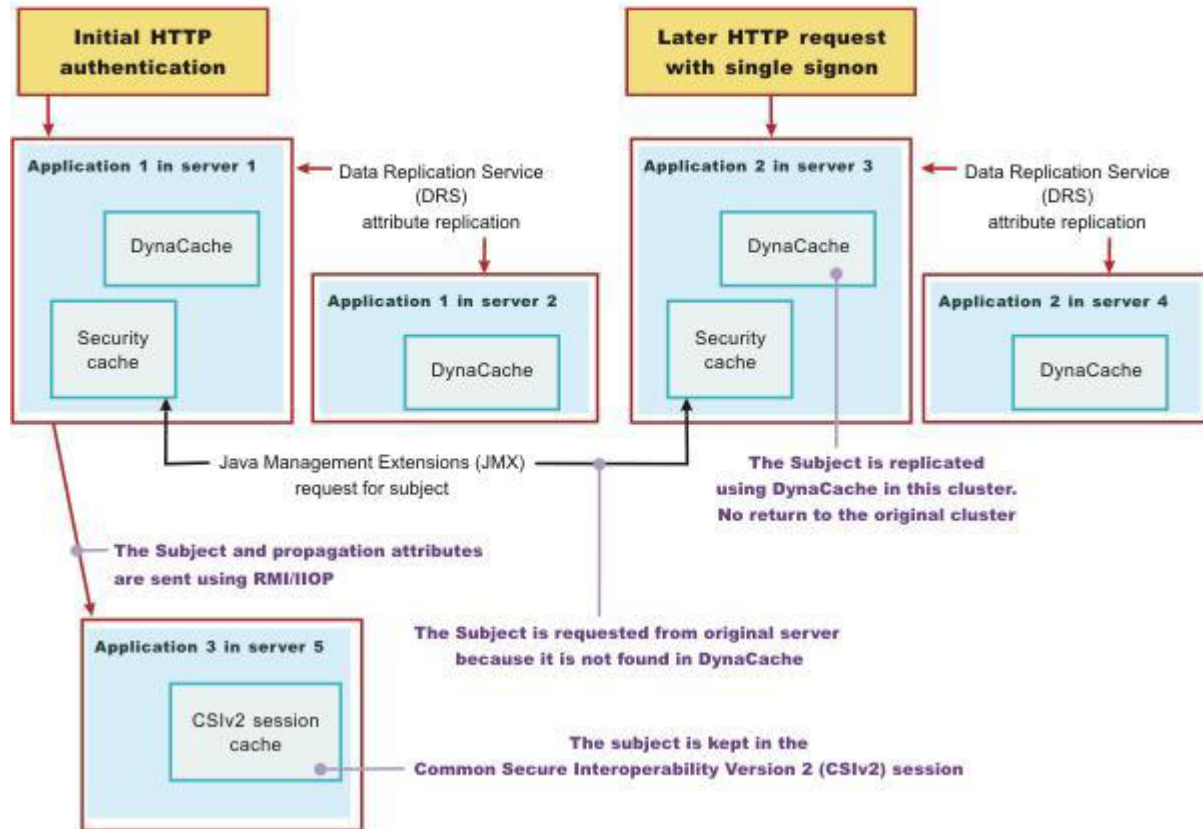 Initial HTTP
authentication
Later HTTP request
with single signon
Application 1 in server 1
DynaCache
Security
cache
Data Replication Service
(DRS)
attribute replication
Application 1 in server 2
DynaCache
Application 2 in server 3
DynaCache
Security
cache
Data Replication Service
(DRS)
attribute replication
Application 2 in server 4
DynaCache
Java Management Extensions (JMX)
request for subject
The Subject is replicated
using DynaCache in this cluster.
No return to the original cluster
The Subject and propagation attributes
are sent using RMI/IIOP
The Subject is requested from original server
because it is not found in DynaCache
Application 3 in server 5
CSIv2 session
cache
The subject is kept in the
Common Secure Interoperability Version 2 (CSIv2) session